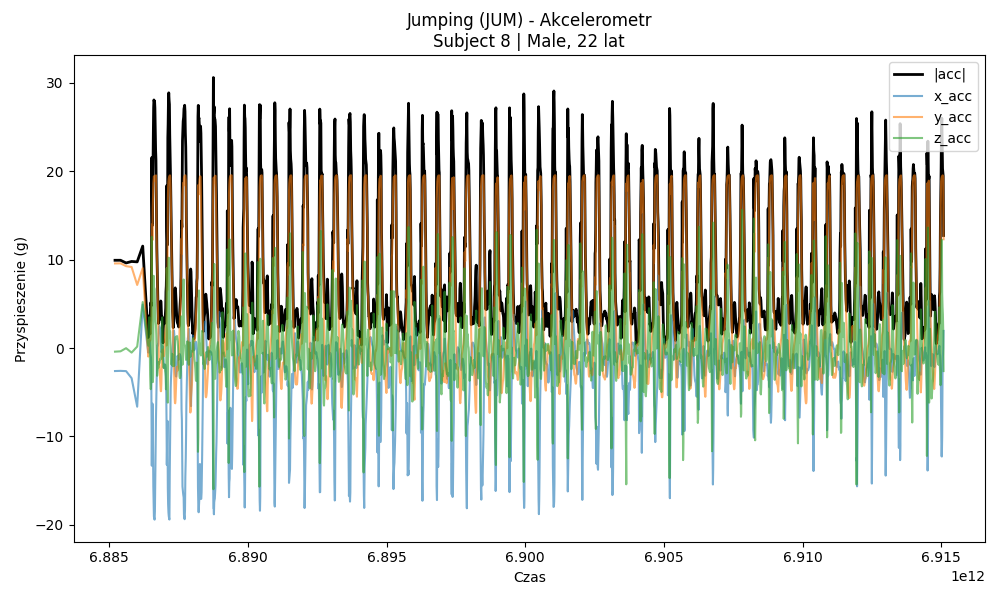 Jumping (JUM) - Akcelerometr
Subject 8 | Male, 22 lat
Przyspieszenie (g)
30
20
10
0
−10
−20
|acc|
x_acc
y_acc
z_acc
6.885
6.890
6.895
6.900
6.905
6.910
6.915
1e12
Czas